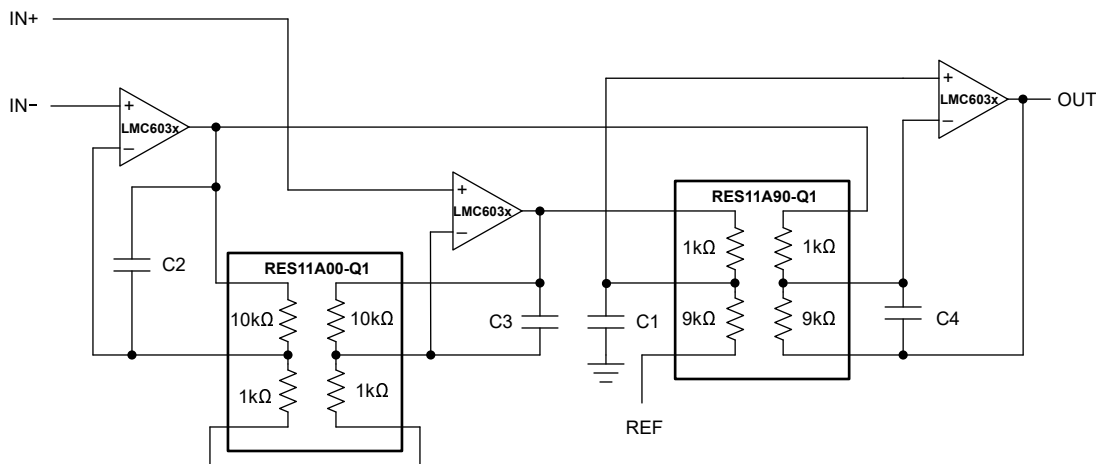 IN+
IN−
+
LMC603x
−
C2
RES11A00-Q1
10kΩ
10kΩ
1kΩ
1kΩ
+
LMC603x
−
C3
C1
RES11A90-Q1
1kΩ
1kΩ
9kΩ
9kΩ
REF
C4
+
LMC603x
−
OUT